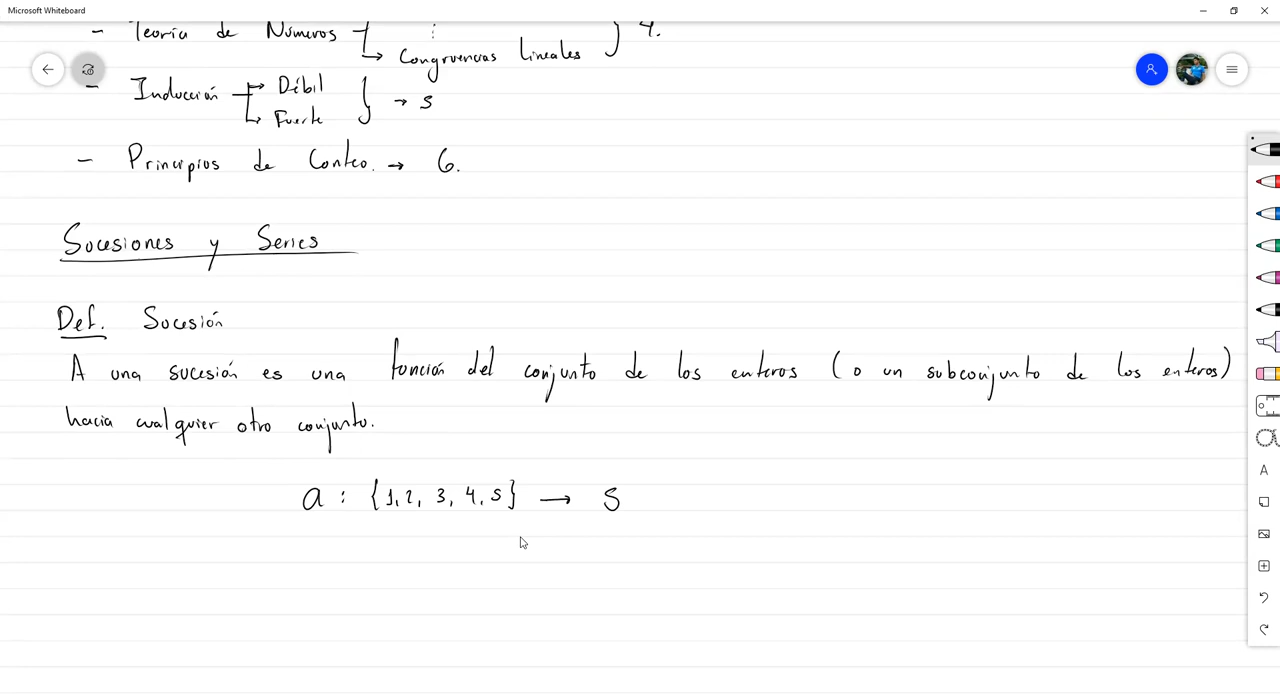 Microsoft Whiteboard
- Teoría de Números ⋮ } 4.
→ Congruencias lineales
- Inducción → Débil } → 5
→ Fuerte
- Principios de Conteo. → 6.
Sucesiones y Series
Def. Sucesión
A una sucesión es una función del conjunto de los enteros (o un subconjunto de los enteros)
hacia cualquier otro conjunto.
a : {1, 2, 3, 4, 5} → S
A